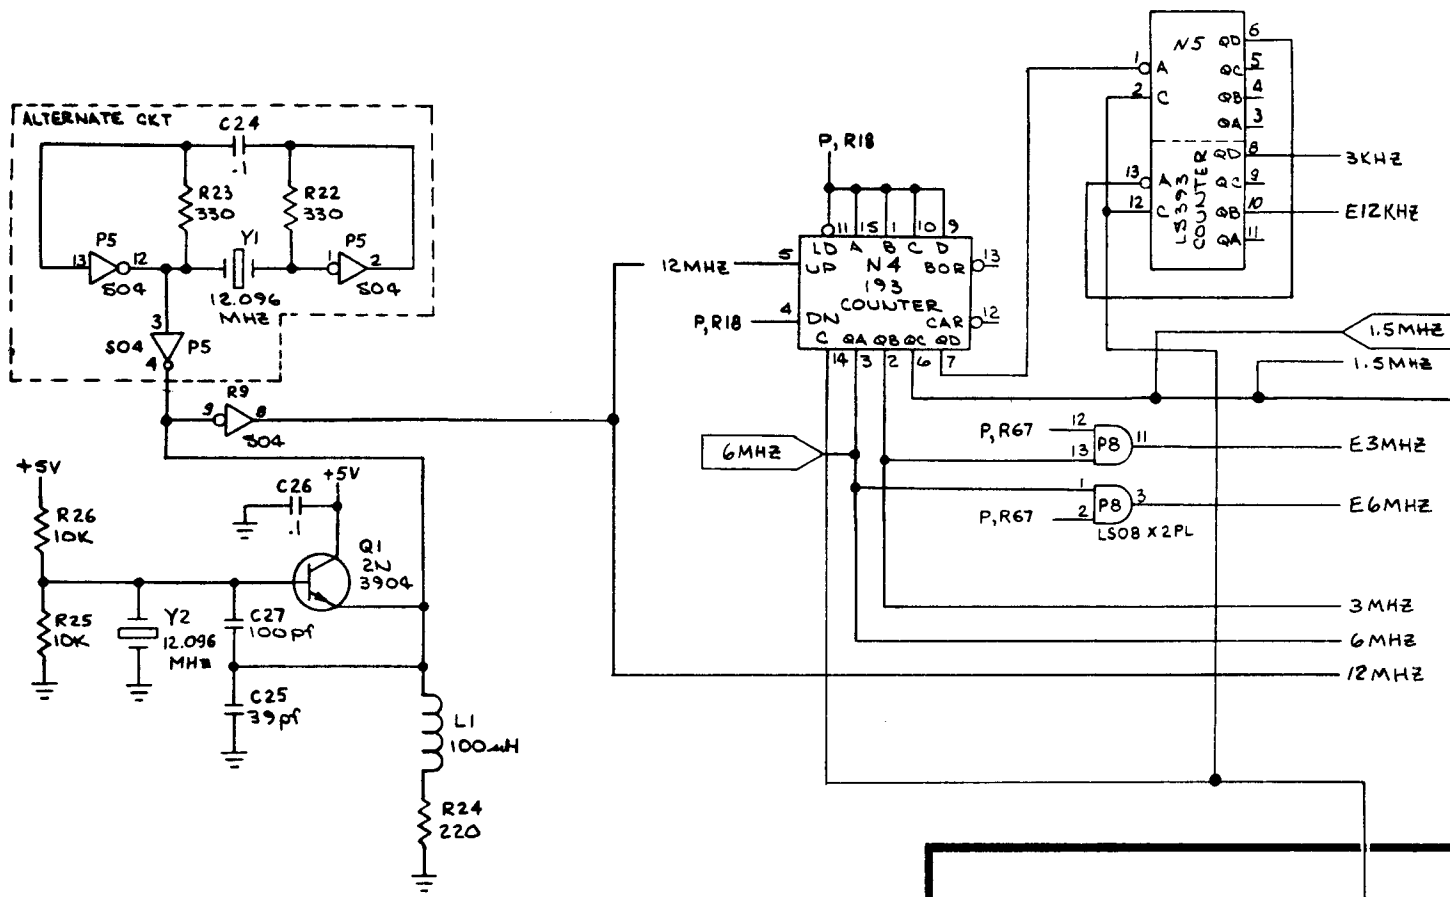 ALTERNATE CKT
C24
.1
R23
330
R22
330
P5
13
12
S04
Y1
12.096
MHZ
P5
1
2
S04
3
S04
P5
4
R9
9
8
S04
+5V
R26
10K
R25
10K
Y2
12.096
MHZ
C26
.1
+5V
Q1
2N
3904
C27
100pf
C25
39pf
L1
100uH
R24
220
P,R18
11
15
1
10
9
LD
A
B
C
D
12MHZ
5
UP
N4
193
COUNTER
BOR
13
P,R18
4
DN
CAR
12
C
QA
QB
QC
QD
14
3
2
6
7
N5
1
A
2
C
QD
6
QC
5
QB
4
QA
3
LS393
COUNTER
13
A
12
C
QD
8
QC
9
QB
10
QA
11
3KHZ
E12KHZ
1.5MHZ
1.5MHZ
6MHZ
P,R67
12
13
P8
11
E3MHZ
1
P,R67
2
P8
3
E6MHZ
LS08 X 2PL
3MHZ
6MHZ
12MHZ